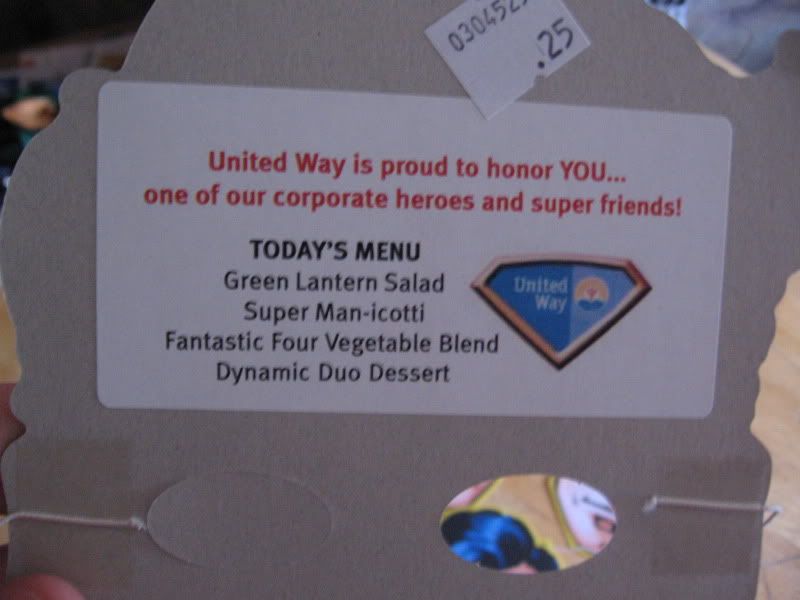 .25
United Way is proud to honor YOU...
one of our corporate heroes and super friends!
TODAY'S MENU
Green Lantern Salad
Super Man-icotti
Fantastic Four Vegetable Blend
Dynamic Duo Dessert
United
Way